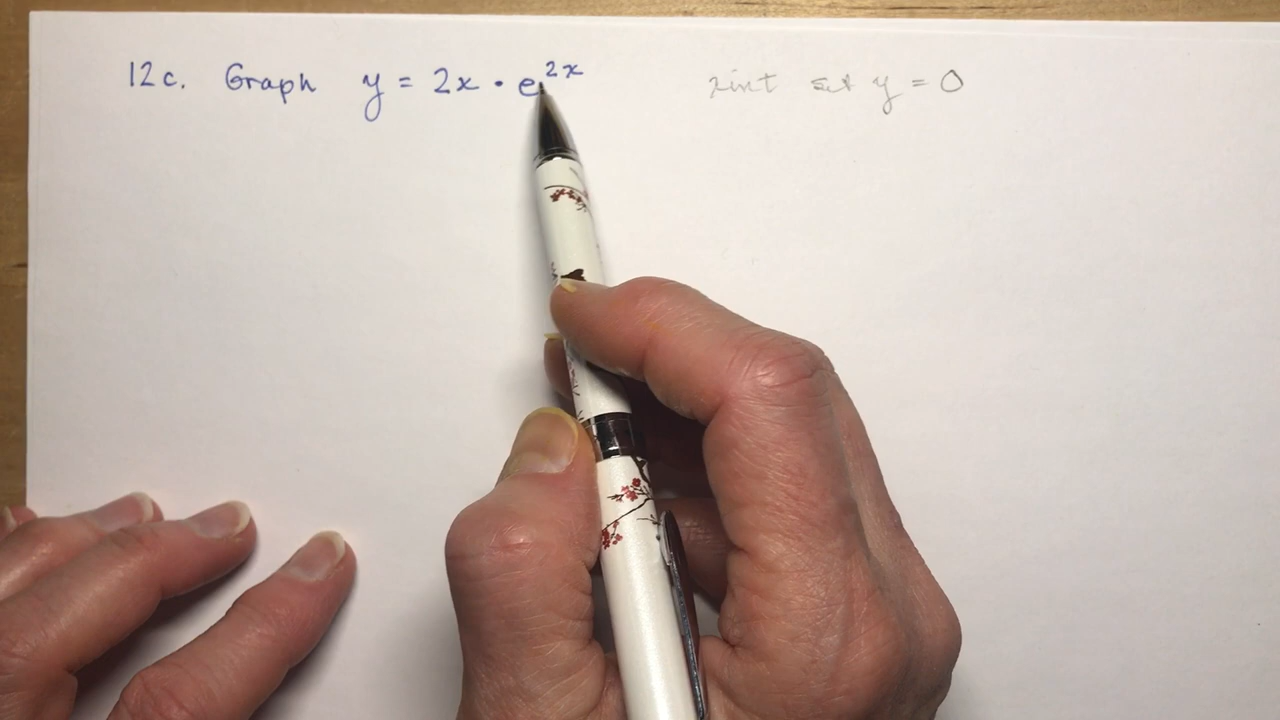 12c. Graph y = 2x · e^{2x}
xint set y = 0